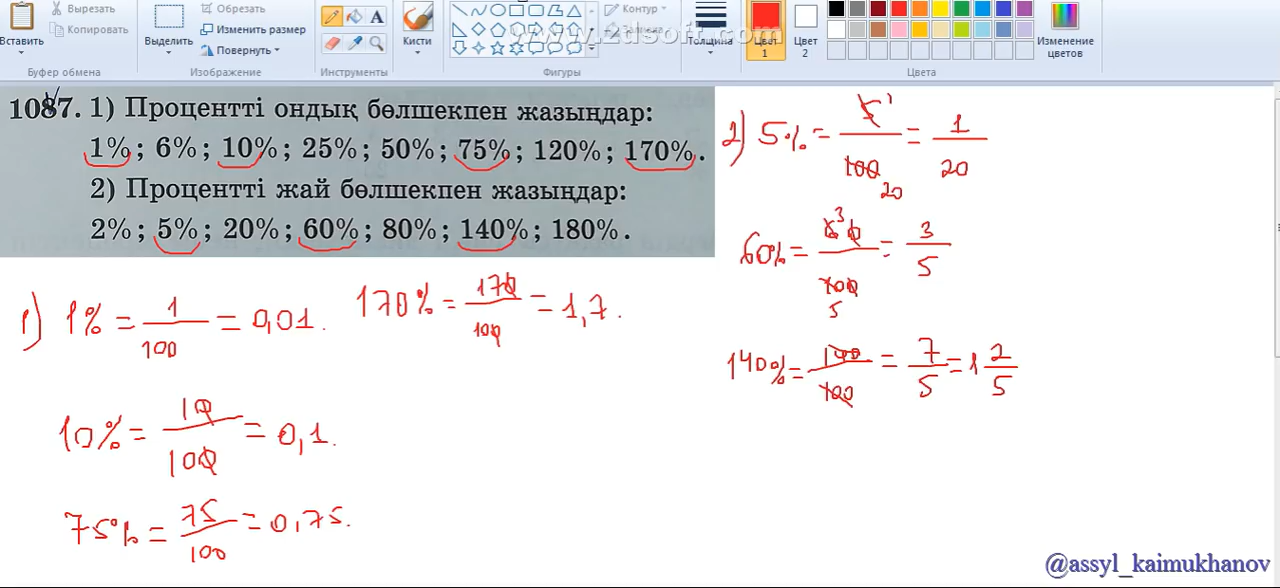 Вставить
Вырезать
Копировать
Буфер обмена
Выделить
Обрезать
Изменить размер
Повернуть
Изображение
A
Инструменты
Кисти
Контур
Фигуры
Толщина
Цвет 1
Цвет 2
Изменение цветов
Цвета
1087. 1) Процентті ондық бөлшекпен жазыңдар:
1%; 6%; 10%; 25%; 50%; 75%; 120%; 170%.
2) Процентті жай бөлшекпен жазыңдар:
2%; 5%; 20%; 60%; 80%; 140%; 180%.
1) 1% = 1/100 = 0,01.
10% = 10/100 = 0,1.
75% = 75/100 = 0,75.
170% = 170/100 = 1,7.
2) 5% = 5/100 = 1/20
60% = 60/100 = 3/5
140% = 140/100 = 7/5 = 1 2/5
@assyl_kaimukhanov